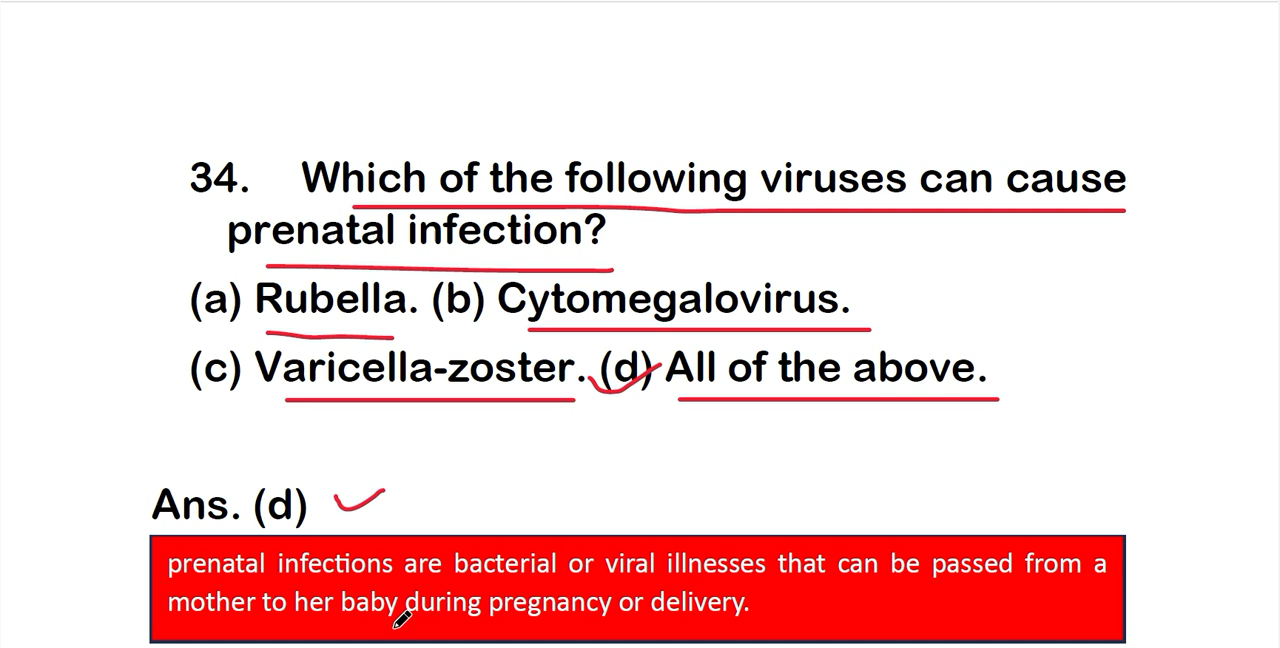 34. Which of the following viruses can cause
prenatal infection?
(a) Rubella. (b) Cytomegalovirus.
(c) Varicella-zoster. (d) All of the above.
Ans. (d)
prenatal infections are bacterial or viral illnesses that can be passed from a
mother to her baby during pregnancy or delivery.